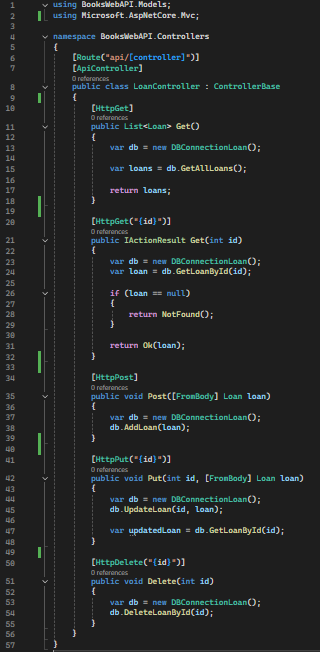 1 using BooksWebAPI.Models;
2 using Microsoft.AspNetCore.Mvc;
3
4 namespace BooksWebAPI.Controllers
5 {
6 [Route("api/[controller]")]
7 [ApiController]
0 references
8 public class LoanController : ControllerBase
9 {
10 [HttpGet]
0 references
11 public List<Loan> Get()
12 {
13 var db = new DBConnectionLoan();
14
15 var loans = db.GetAllLoans();
16
17 return loans;
18 }
19
20 [HttpGet("{id}")]
0 references
21 public IActionResult Get(int id)
22 {
23 var db = new DBConnectionLoan();
24 var loan = db.GetLoanById(id);
25
26 if (loan == null)
27 {
28 return NotFound();
29 }
30
31 return Ok(loan);
32 }
33
34 [HttpPost]
0 references
35 public void Post([FromBody] Loan loan)
36 {
37 var db = new DBConnectionLoan();
38 db.AddLoan(loan);
39 }
40
41 [HttpPut("{id}")]
0 references
42 public void Put(int id, [FromBody] Loan loan)
43 {
44 var db = new DBConnectionLoan();
45 db.UpdateLoan(id, loan);
46
47 var updatedLoan = db.GetLoanById(id);
48 }
49
50 [HttpDelete("{id}")]
0 references
51 public void Delete(int id)
52 {
53 var db = new DBConnectionLoan();
54 db.DeleteLoanById(id);
55 }
56 }
57 }